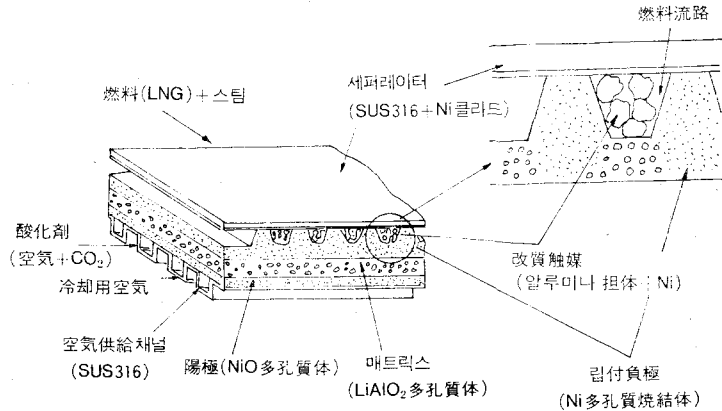 燃料流路
세퍼레이터
(SUS316+Ni클라드)
燃料(LNG)+스팀
酸化劑
(空気+CO₂)
冷却用空気
空気供給채널
(SUS316)
陽極(NiO多孔質体)
매트릭스
(LiAlO₂多孔質体)
改質触媒
(알루미나 担体 : Ni)
립付負極
(Ni多孔質焼結体)